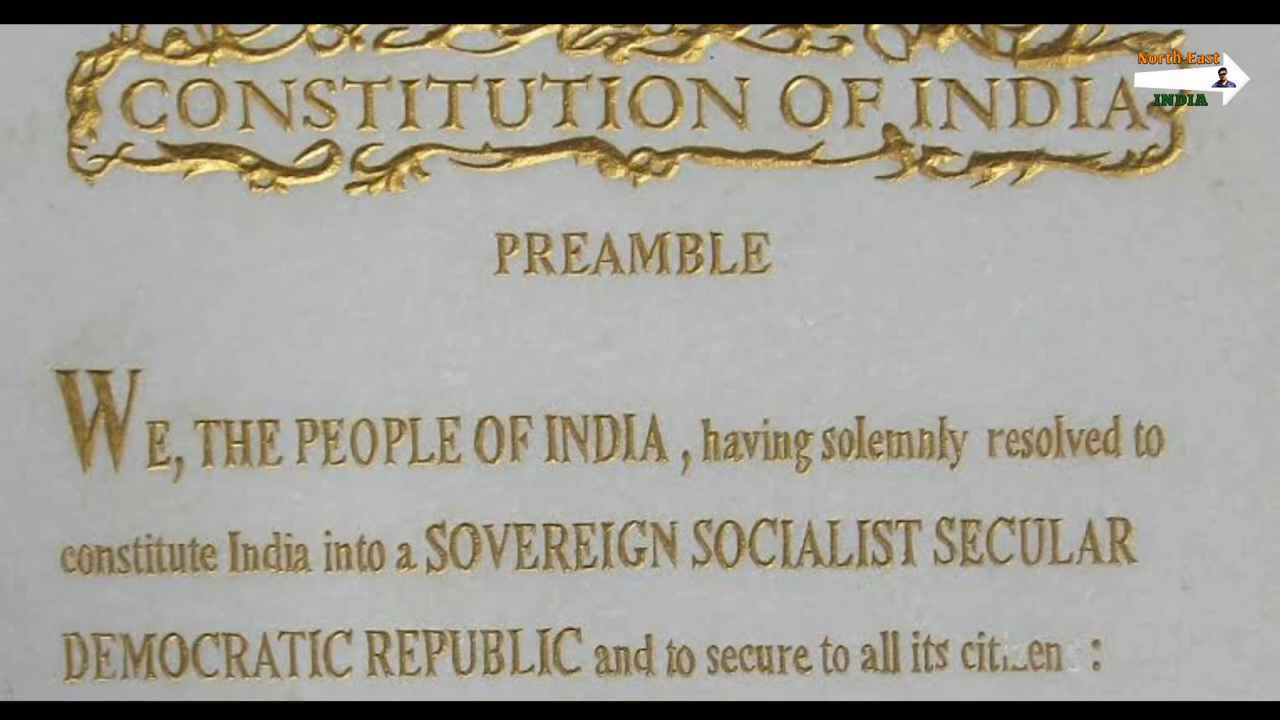 CONSTITUTION OF INDIA
North-East
INDIA
PREAMBLE
WE, THE PEOPLE OF INDIA , having solemnly resolved to
constitute India into a SOVEREIGN SOCIALIST SECULAR
DEMOCRATIC REPUBLIC and to secure to all its :